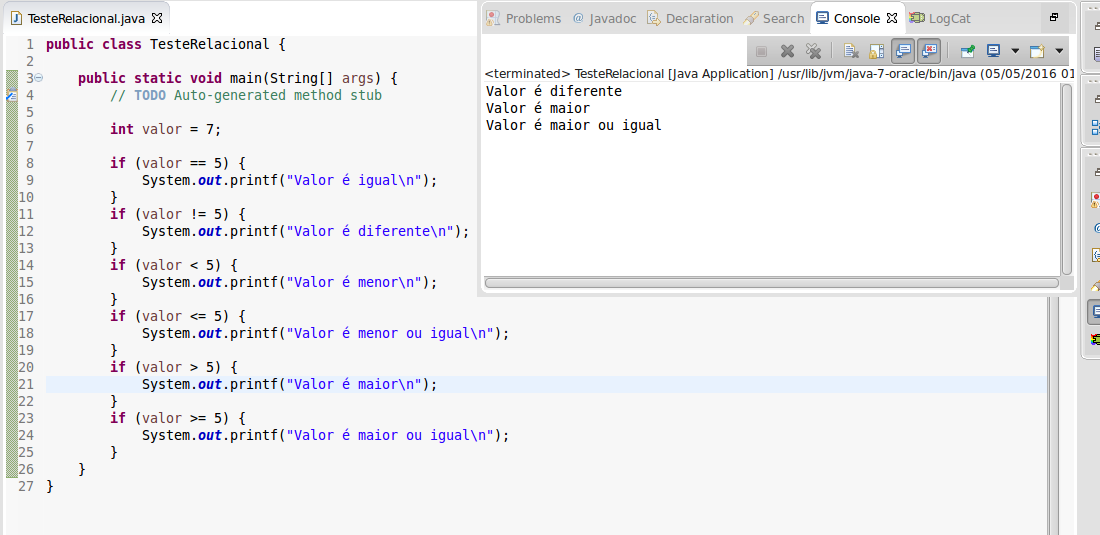 TesteRelacional.java
1 public class TesteRelacional {
2
3 public static void main(String[] args) {
4 // TODO Auto-generated method stub
5
6 int valor = 7;
7
8 if (valor == 5) {
9 System.out.printf("Valor é igual\n");
10 }
11 if (valor != 5) {
12 System.out.printf("Valor é diferente\n");
13 }
14 if (valor < 5) {
15 System.out.printf("Valor é menor\n");
16 }
17 if (valor <= 5) {
18 System.out.printf("Valor é menor ou igual\n");
19 }
20 if (valor > 5) {
21 System.out.printf("Valor é maior\n");
22 }
23 if (valor >= 5) {
24 System.out.printf("Valor é maior ou igual\n");
25 }
26 }
27 }
Problems @ Javadoc Declaration Search Console LogCat
<terminated> TesteRelacional [Java Application] /usr/lib/jvm/java-7-oracle/bin/java (05/05/2016 01
Valor é diferente
Valor é maior
Valor é maior ou igual